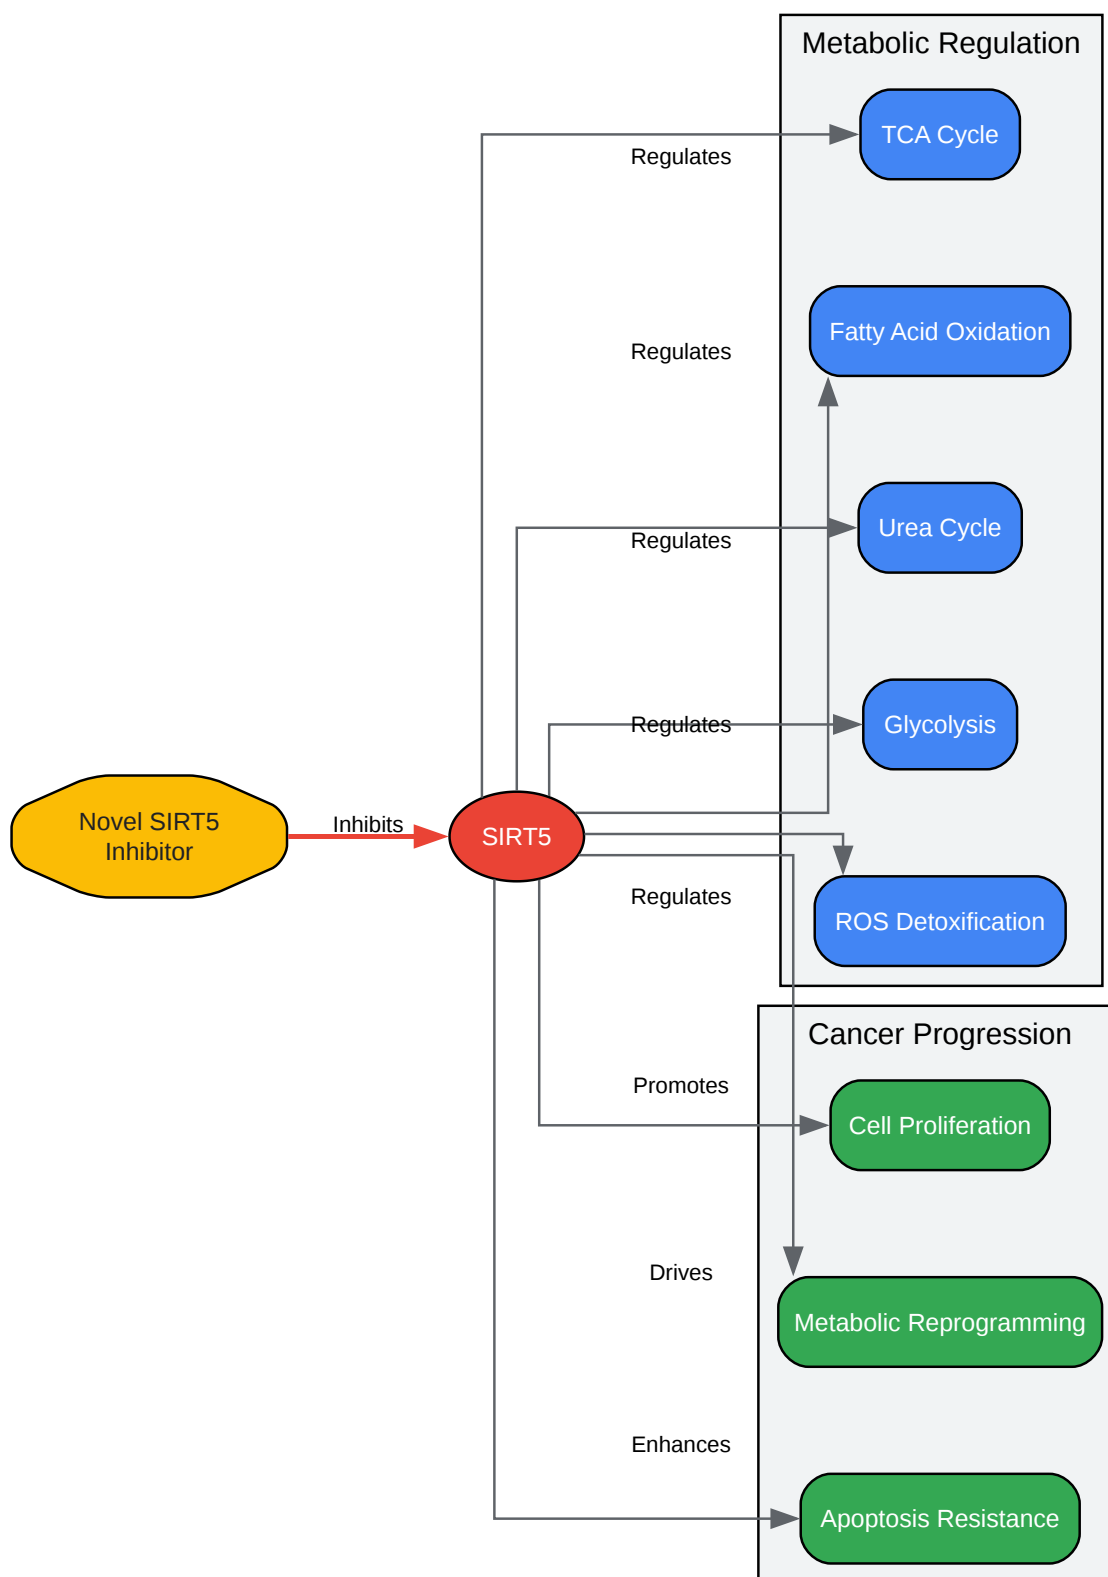 Metabolic Regulation
TCA Cycle
Regulates
Fatty Acid Oxidation
Regulates
Urea Cycle
Regulates
Glycolysis
Regulates
Novel SIRT5
Inhibitor
Inhibits
SIRT5
Regulates
ROS Detoxification
Cancer Progression
Promotes
Cell Proliferation
Drives
Metabolic Reprogramming
Enhances
Apoptosis Resistance